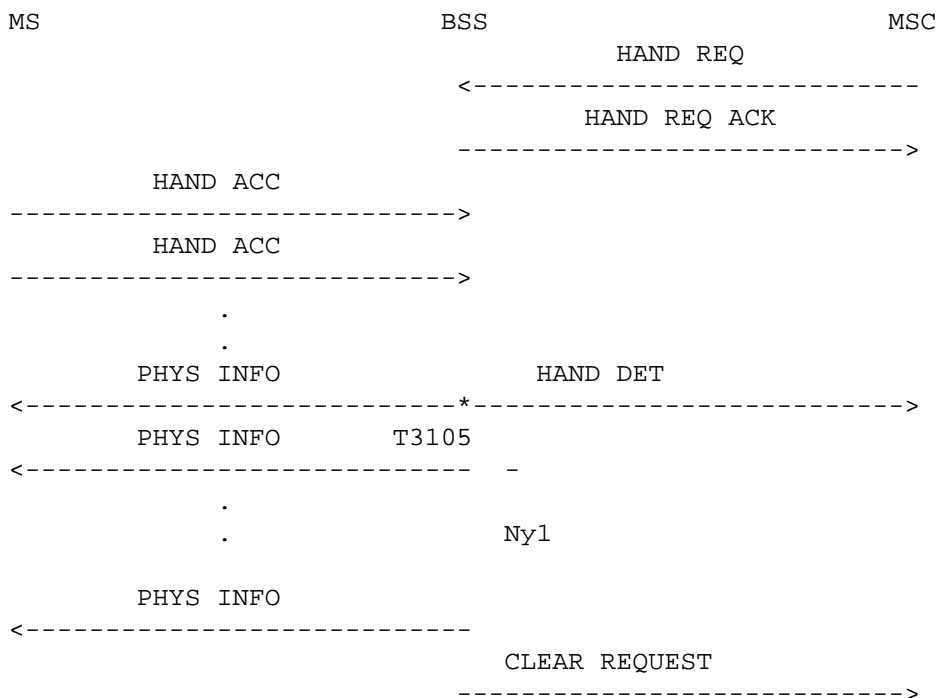 MS BSS MSC
HAND REQ
<----------------------------
HAND REQ ACK
---------------------------->
HAND ACC
---------------------------->
HAND ACC
---------------------------->
.
.
PHYS INFO HAND DET
<---------------------------*--------------------------->
PHYS INFO T3105
<---------------------------- -
.
. Ny1
PHYS INFO
<----------------------------
CLEAR REQUEST
---------------------------->